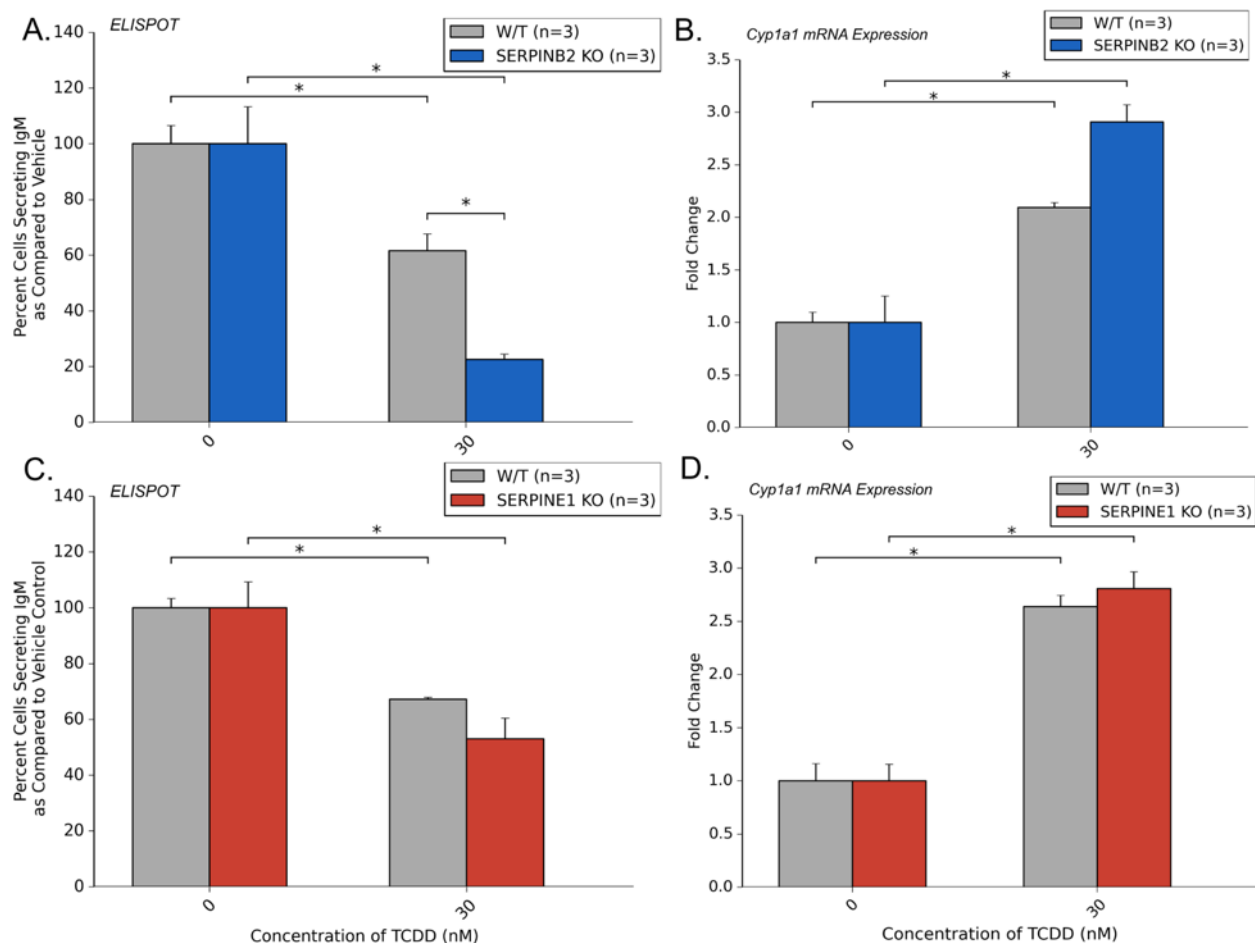 A.
ELISPOT
W/T (n=3)
SERPINB2 KO (n=3)
Percent Cells Secreting IgM
as Compared to Vehicle
140
120
100
80
60
40
20
0
*
*
*
0
30
B.
Cyp1a1 mRNA Expression
W/T (n=3)
SERPINB2 KO (n=3)
Fold Change
3.5
3.0
2.5
2.0
1.5
1.0
0.5
0.0
*
*
0
30
C.
ELISPOT
W/T (n=3)
SERPINE1 KO (n=3)
Percent Cells Secreting IgM
as Compared to Vehicle Control
140
120
100
80
60
40
20
0
*
*
0
30
Concentration of TCDD (nM)
D.
Cyp1a1 mRNA Expression
W/T (n=3)
SERPINE1 KO (n=3)
Fold Change
3.5
3.0
2.5
2.0
1.5
1.0
0.5
0.0
*
*
0
30
Concentration of TCDD (nM)